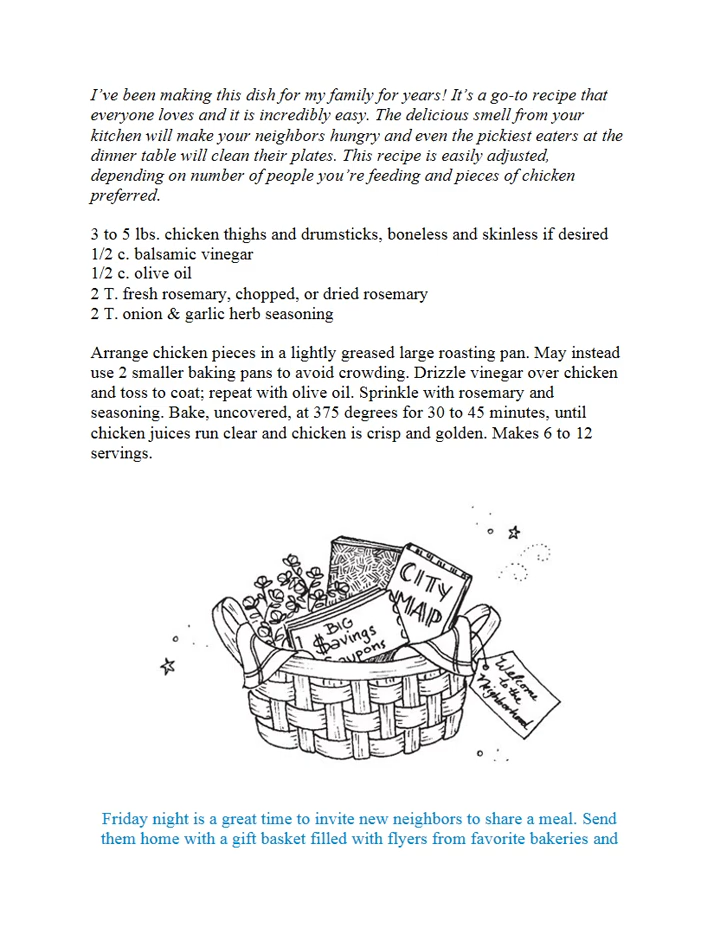 I’ve been making this dish for my family for years! It’s a go-to recipe that
everyone loves and it is incredibly easy. The delicious smell from your
kitchen will make your neighbors hungry and even the pickiest eaters at the
dinner table will clean their plates. This recipe is easily adjusted,
depending on number of people you’re feeding and pieces of chicken
preferred.
3 to 5 lbs. chicken thighs and drumsticks, boneless and skinless if desired
1/2 c. balsamic vinegar
1/2 c. olive oil
2 T. fresh rosemary, chopped, or dried rosemary
2 T. onion & garlic herb seasoning
Arrange chicken pieces in a lightly greased large roasting pan. May instead
use 2 smaller baking pans to avoid crowding. Drizzle vinegar over chicken
and toss to coat; repeat with olive oil. Sprinkle with rosemary and
seasoning. Bake, uncovered, at 375 degrees for 30 to 45 minutes, until
chicken juices run clear and chicken is crisp and golden. Makes 6 to 12
servings.
CITY
MAP
BIG
$avings
Coupons
Welcome
to the
Neighborhood
Friday night is a great time to invite new neighbors to share a meal. Send
them home with a gift basket filled with flyers from favorite bakeries and